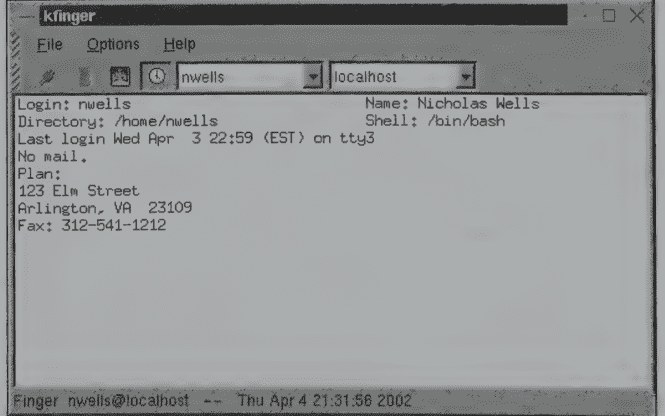 kfinger
File Options Help
nwells localhost
Login: nwells Name: Nicholas Wells
Directory: /home/nwells Shell: /bin/bash
Last login Wed Apr  3 22:59 (EST) on tty3
No mail.
Plan:
123 Elm Street
Arlington, VA  23109
Fax: 312-541-1212
Finger nwells@localhost -- Thu Apr 4 21:31:56 2002